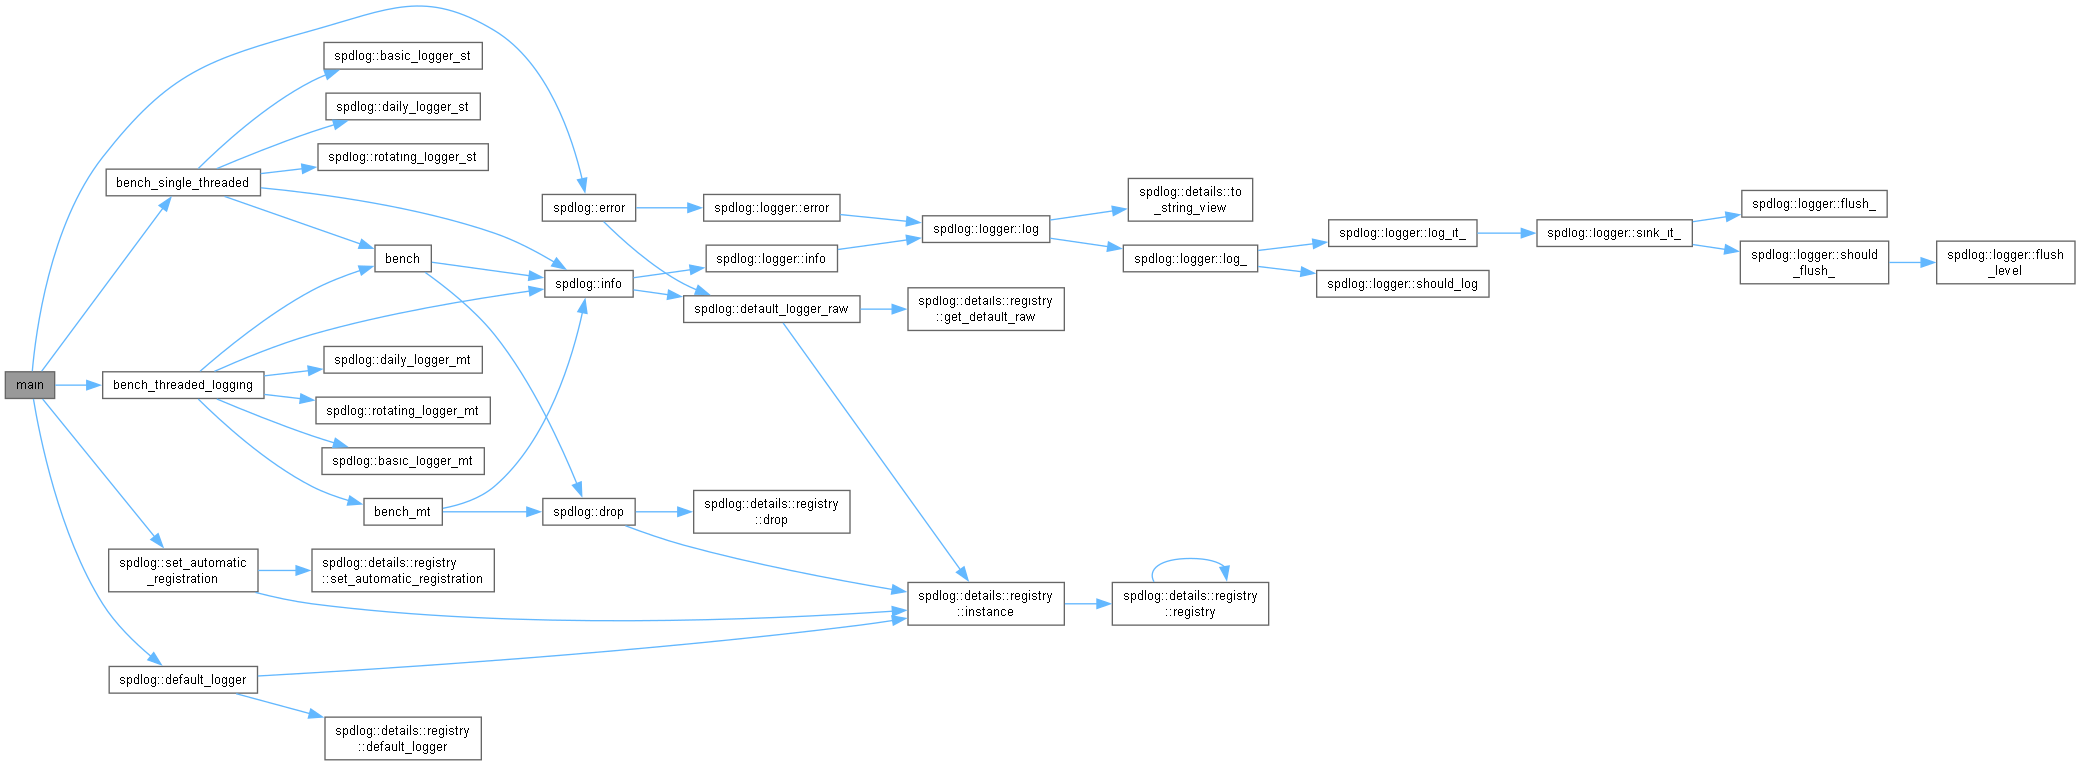 spdlog::basic_logger_st
spdlog::daily_logger_st
spdlog::rotating_logger_st
bench_single_threaded
spdlog::error
spdlog::logger::error
spdlog::logger::log
spdlog::details::to
_string_view
spdlog::logger::flush_
bench
spdlog::info
spdlog::logger::info
spdlog::logger::log_
spdlog::logger::log_it_
spdlog::logger::should_log
spdlog::logger::sink_it_
spdlog::logger::should
_flush_
spdlog::logger::flush
_level
spdlog::default_logger_raw
spdlog::details::registry
::get_default_raw
main
bench_threaded_logging
spdlog::daily_logger_mt
spdlog::rotating_logger_mt
spdlog::basic_logger_mt
bench_mt
spdlog::drop
spdlog::details::registry
::drop
spdlog::set_automatic
_registration
spdlog::details::registry
::set_automatic_registration
spdlog::details::registry
::instance
spdlog::details::registry
::registry
spdlog::default_logger
spdlog::details::registry
::default_logger